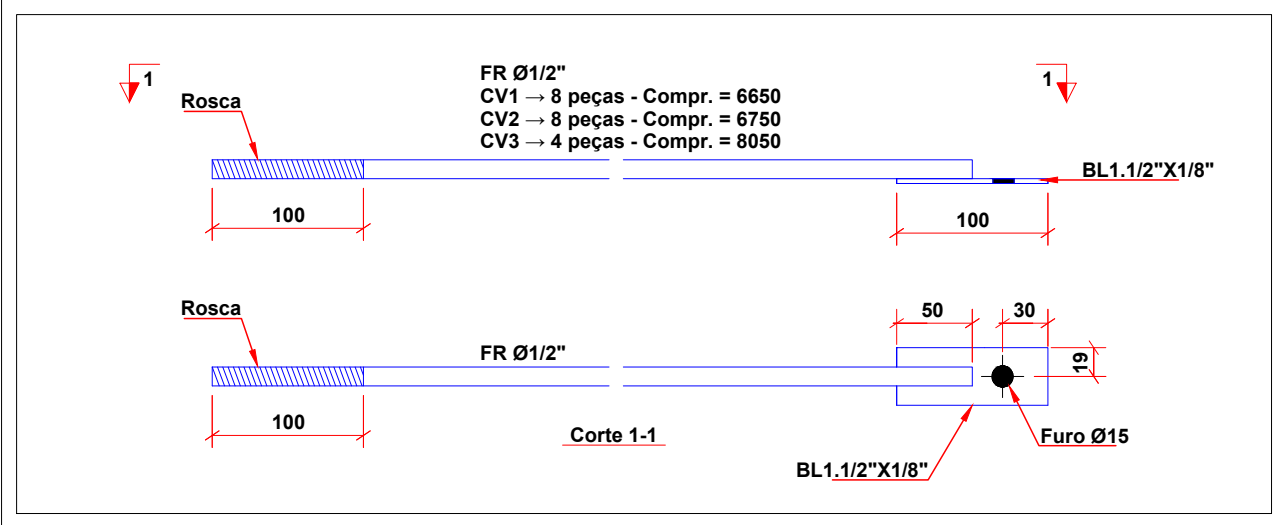 1
1
FR Ø1/2"
CV1 → 8 peças - Compr. = 6650
CV2 → 8 peças - Compr. = 6750
CV3 → 4 peças - Compr. = 8050
Rosca
BL1.1/2"X1/8"
100
100
Rosca
50
30
FR Ø1/2"
19
100
Corte 1-1
Furo Ø15
BL1.1/2"X1/8"